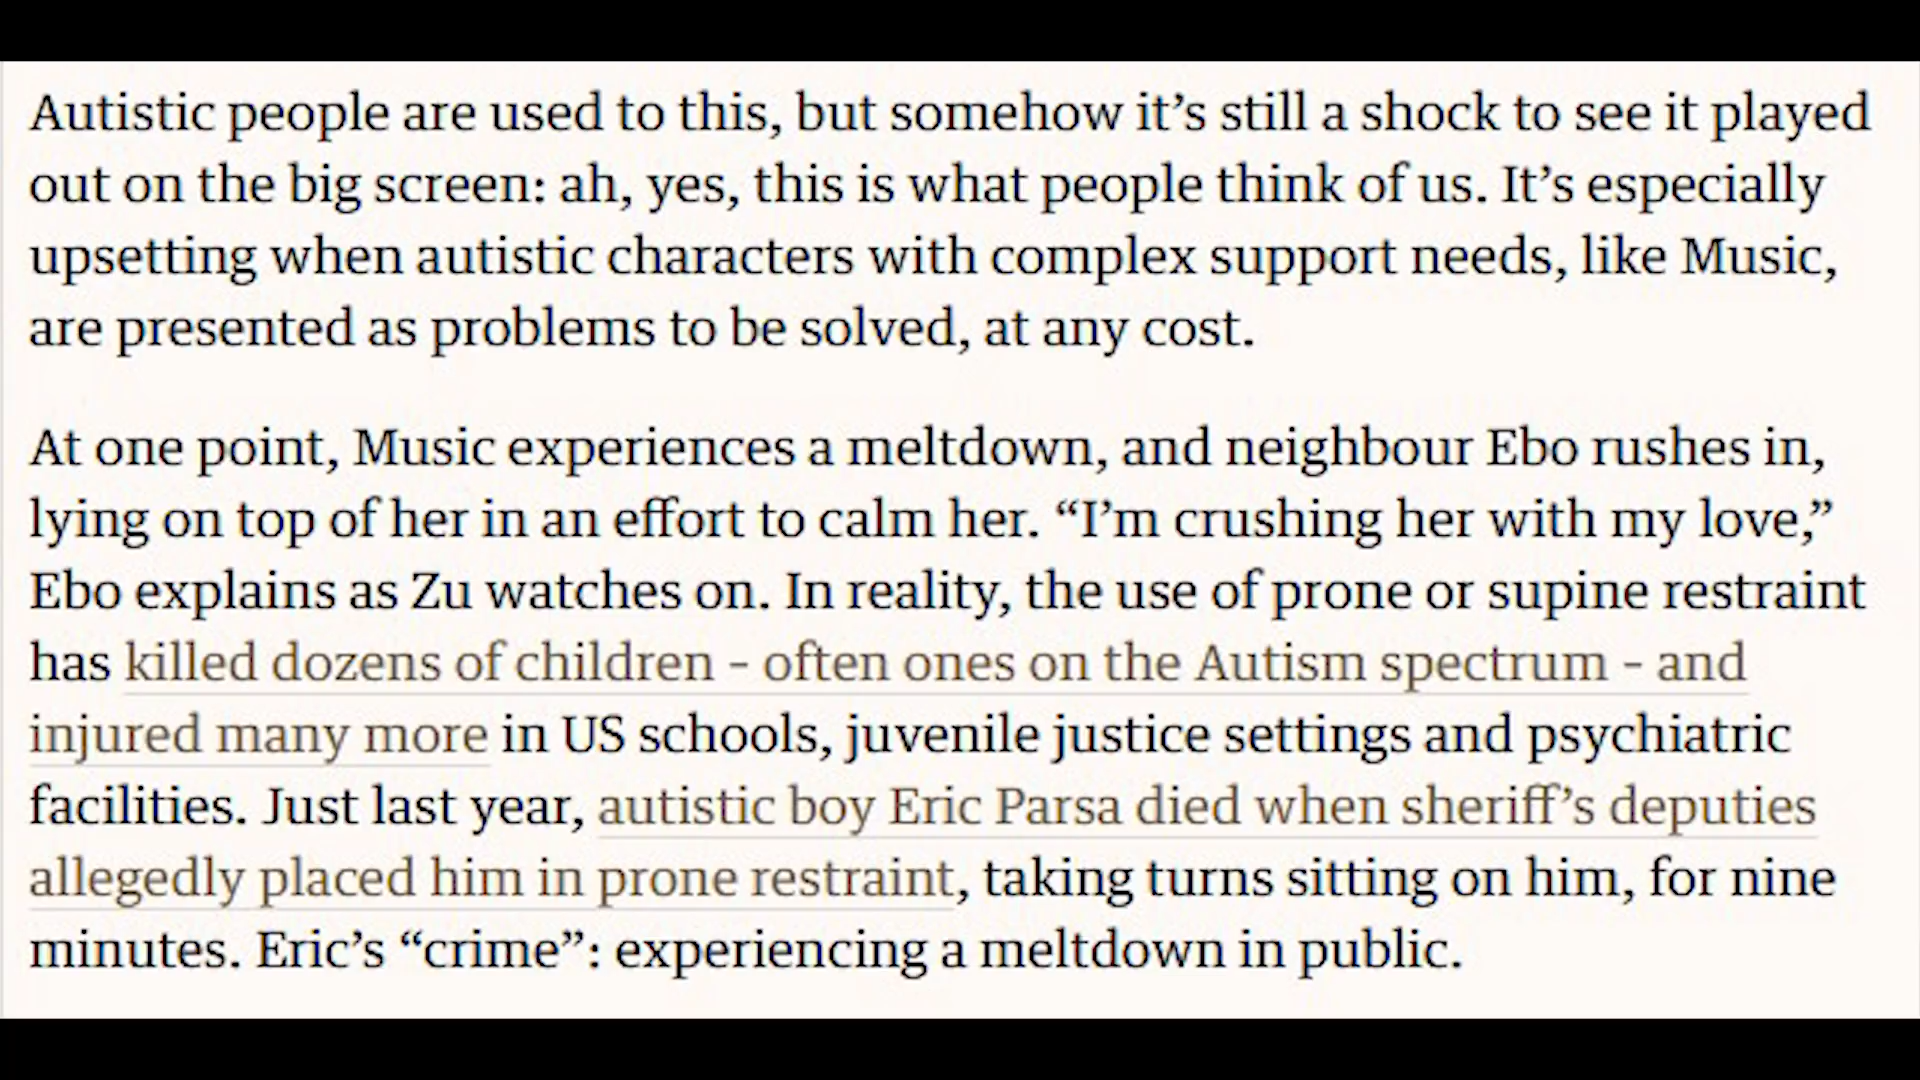 Autistic people are used to this, but somehow it’s still a shock to see it played
out on the big screen: ah, yes, this is what people think of us. It’s especially
upsetting when autistic characters with complex support needs, like Music,
are presented as problems to be solved, at any cost.
At one point, Music experiences a meltdown, and neighbour Ebo rushes in,
lying on top of her in an effort to calm her. “I’m crushing her with my love,”
Ebo explains as Zu watches on. In reality, the use of prone or supine restraint
has killed dozens of children – often ones on the Autism spectrum – and
injured many more in US schools, juvenile justice settings and psychiatric
facilities. Just last year, autistic boy Eric Parsa died when sheriff’s deputies
allegedly placed him in prone restraint, taking turns sitting on him, for nine
minutes. Eric’s “crime”: experiencing a meltdown in public.